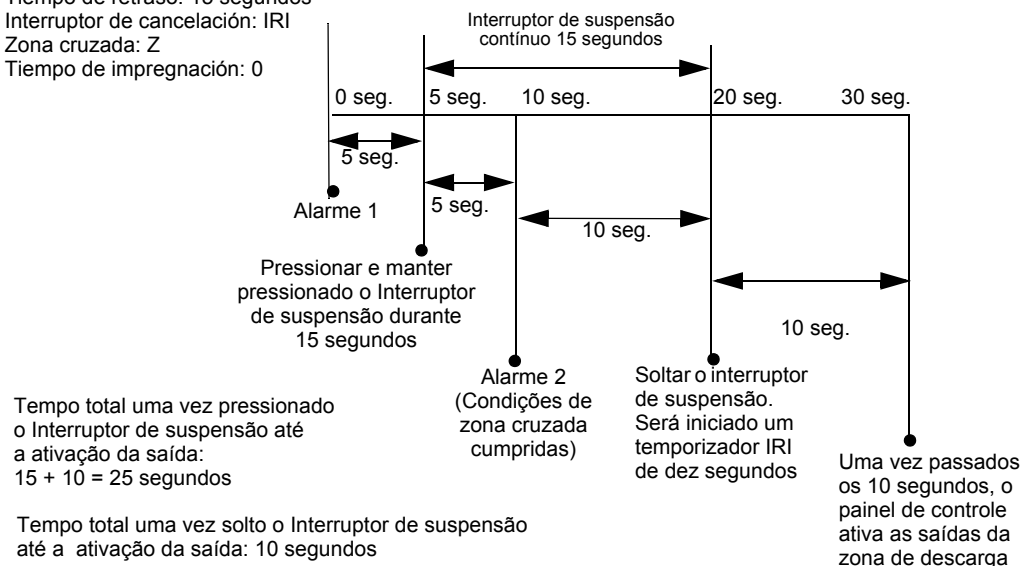 Tiempo de retraso: 15 segundos
Interruptor de cancelación: IRI
Zona cruzada: Z
Tiempo de impregnación: 0
Interruptor de suspensão
contínuo 15 segundos
0 seg.
5 seg.
10 seg.
20 seg.
30 seg.
5 seg.
Alarme 1
5 seg.
10 seg.
Pressionar e manter
pressionado o Interruptor
de suspensão durante
15 segundos
10 seg.
Alarme 2
(Condições de
zona cruzada
cumpridas)
Soltar o interruptor
de suspensão.
Será iniciado um
temporizador IRI
de dez segundos
Uma vez passados
os 10 segundos, o
painel de controle
ativa as saídas da
zona de descarga
Tempo total uma vez pressionado
o Interruptor de suspensão até
a ativação da saída:
15 + 10 = 25 segundos
Tempo total uma vez solto o Interruptor de suspensão
até a ativação da saída: 10 segundos